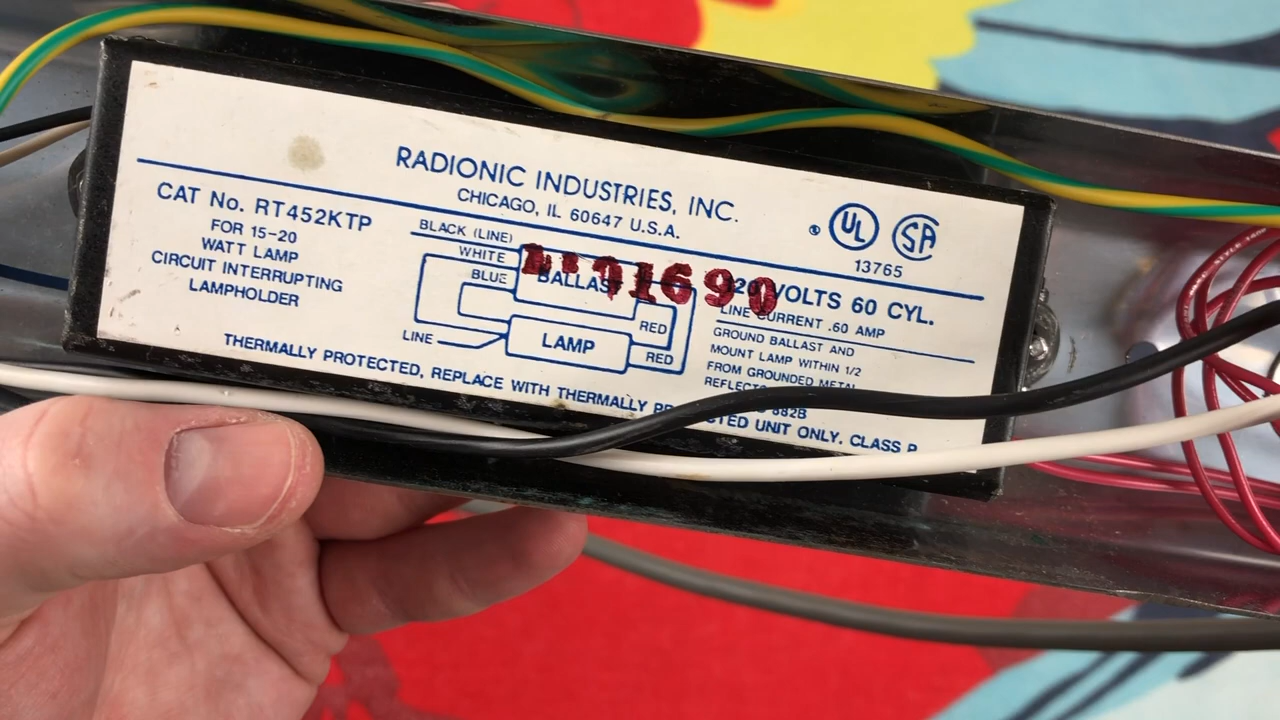 RADIONIC INDUSTRIES, INC.
CHICAGO, IL 60647 U.S.A.
® UL SA
13765
CAT No. RT452KTP
FOR 15-20
WATT LAMP
CIRCUIT INTERRUPTING
LAMPHOLDER
BLACK (LINE)
WHITE
BLUE
BALLAST
RED
RED
LINE
LAMP
1690
VOLTS 60 CYL.
LINE CURRENT .60 AMP
GROUND BALLAST AND
MOUNT LAMP WITHIN 1/2
FROM GROUNDED METAL
682B
THERMALLY PROTECTED, REPLACE WITH THERMALLY UNIT ONLY. CLASS P